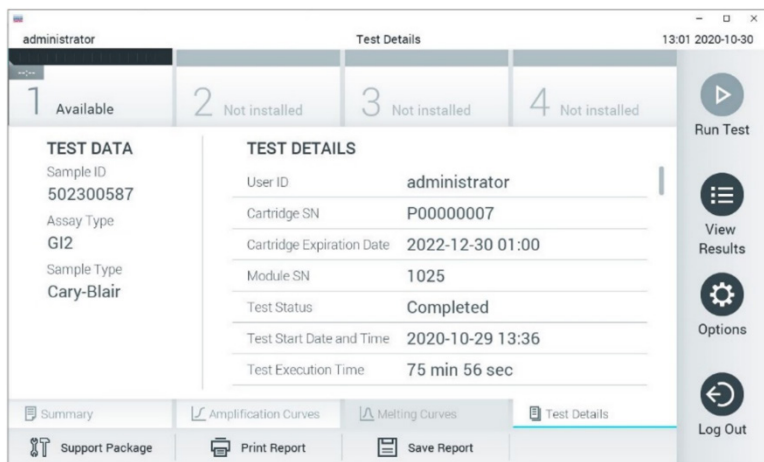 administrator Test Details 13:01 2020-10-30
--:--
1 Available 2 Not installed 3 Not installed 4 Not installed
Run Test
View Results
Options
Log Out
TEST DATA
Sample ID
502300587
Assay Type
GI2
Sample Type
Cary-Blair
TEST DETAILS
User ID administrator
Cartridge SN P00000007
Cartridge Expiration Date 2022-12-30 01:00
Module SN 1025
Test Status Completed
Test Start Date and Time 2020-10-29 13:36
Test Execution Time 75 min 56 sec
Summary Amplification Curves Melting Curves Test Details
Support Package Print Report Save Report